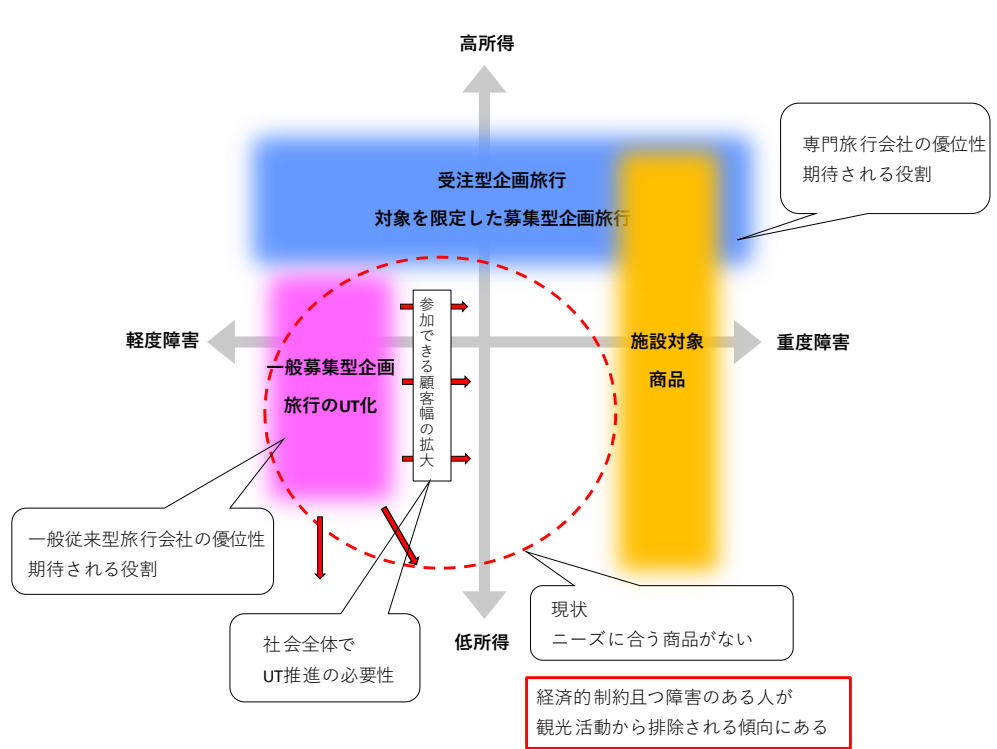 高所得
専門旅行会社の優位性
期待される役割
受注型企画旅行
対象を限定した募集型企画旅行
参加できる顧客幅の拡大
軽度障害
重度障害
施設対象
商品
一般募集型企画
旅行のUT化
一般従来型旅行会社の優位性
期待される役割
現状
ニーズに合う商品がない
社会全体で
UT推進の必要性
低所得
経済的制約且つ障害のある人が
観光活動から排除される傾向にある